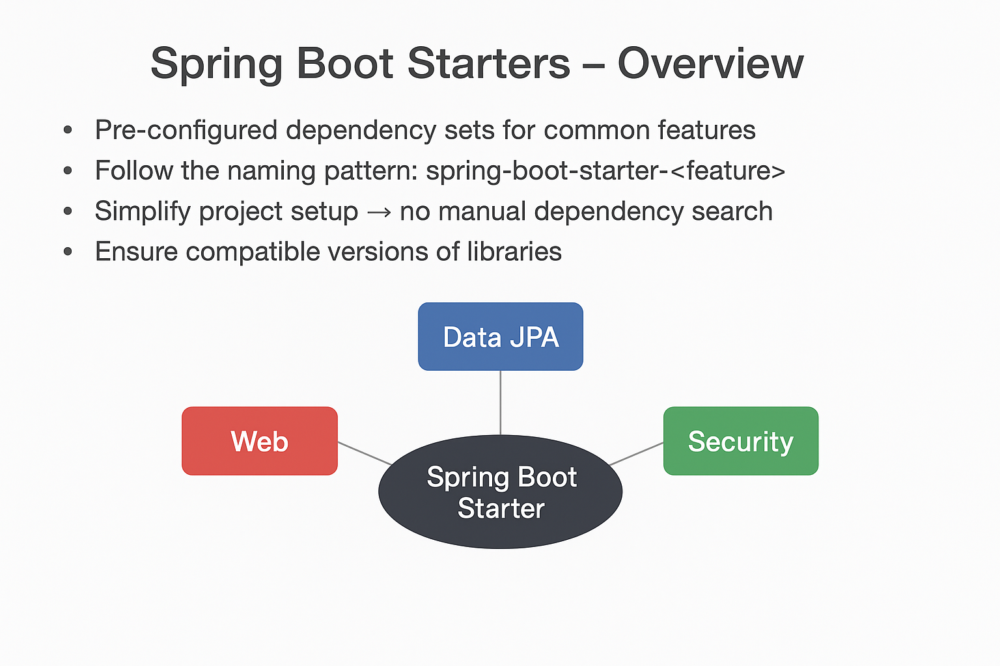 Spring Boot Starters – Overview
• Pre-configured dependency sets for common features
• Follow the naming pattern: spring-boot-starter-<feature>
• Simplify project setup → no manual dependency search
• Ensure compatible versions of libraries
Data JPA
Web
Security
Spring Boot
Starter